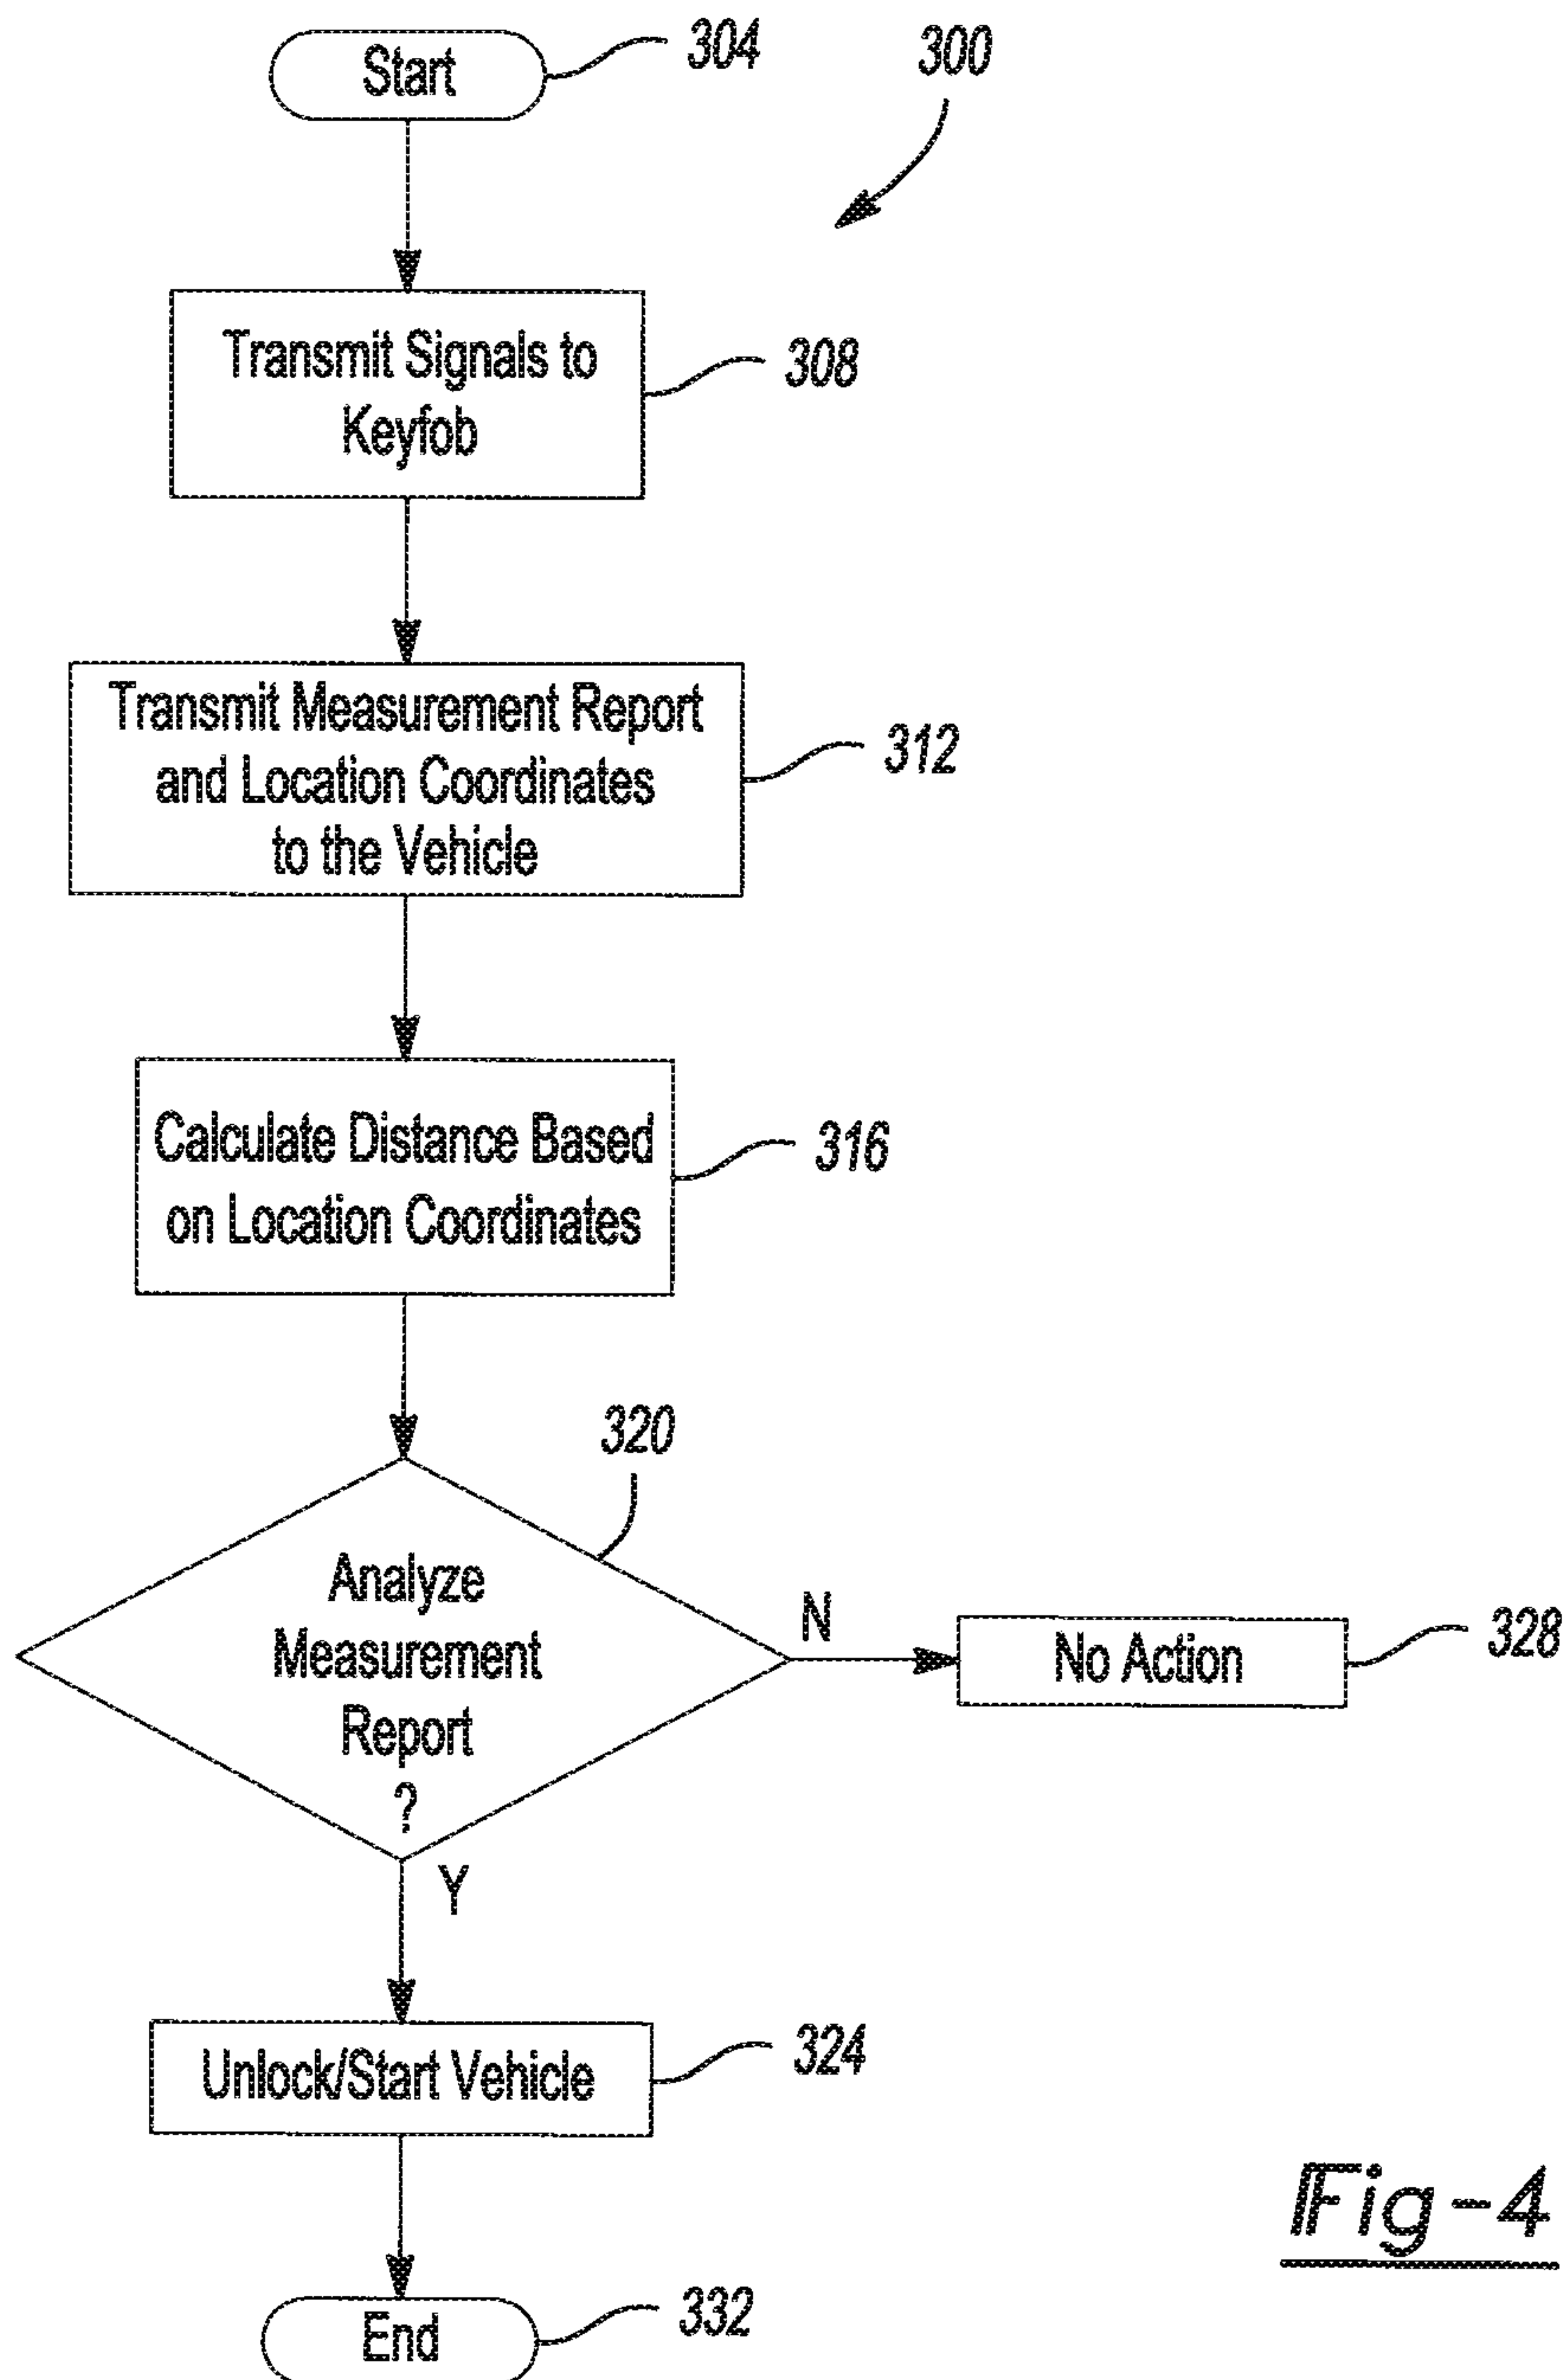 Start
304
300
Transmit Signals to
Keyfob
308
Transmit Measurement Report
and Location Coordinates
to the Vehicle
312
Calculate Distance Based
on Location Coordinates
316
320
Analyze
Measurement
Report
?
N
No Action
328
Y
Unlock/Start Vehicle
324
End
332
Fig-4